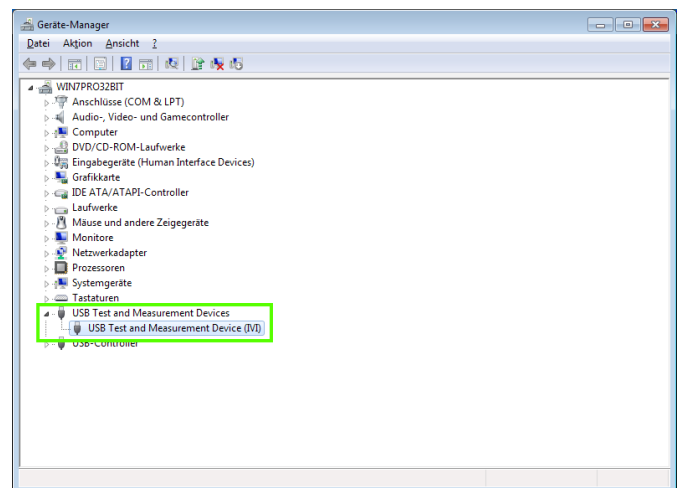 Geräte-Manager
Datei Aktion Ansicht ?
WIN7PRO32BIT
Anschlüsse (COM & LPT)
Audio-, Video- und Gamecontroller
Computer
DVD/CD-ROM-Laufwerke
Eingabegeräte (Human Interface Devices)
Grafikkarte
IDE ATA/ATAPI-Controller
Laufwerke
Mäuse und andere Zeigegeräte
Monitore
Netzwerkadapter
Prozessoren
Systemgeräte
Tastaturen
USB Test and Measurement Devices
USB Test and Measurement Device (IVI)
USB-Controller